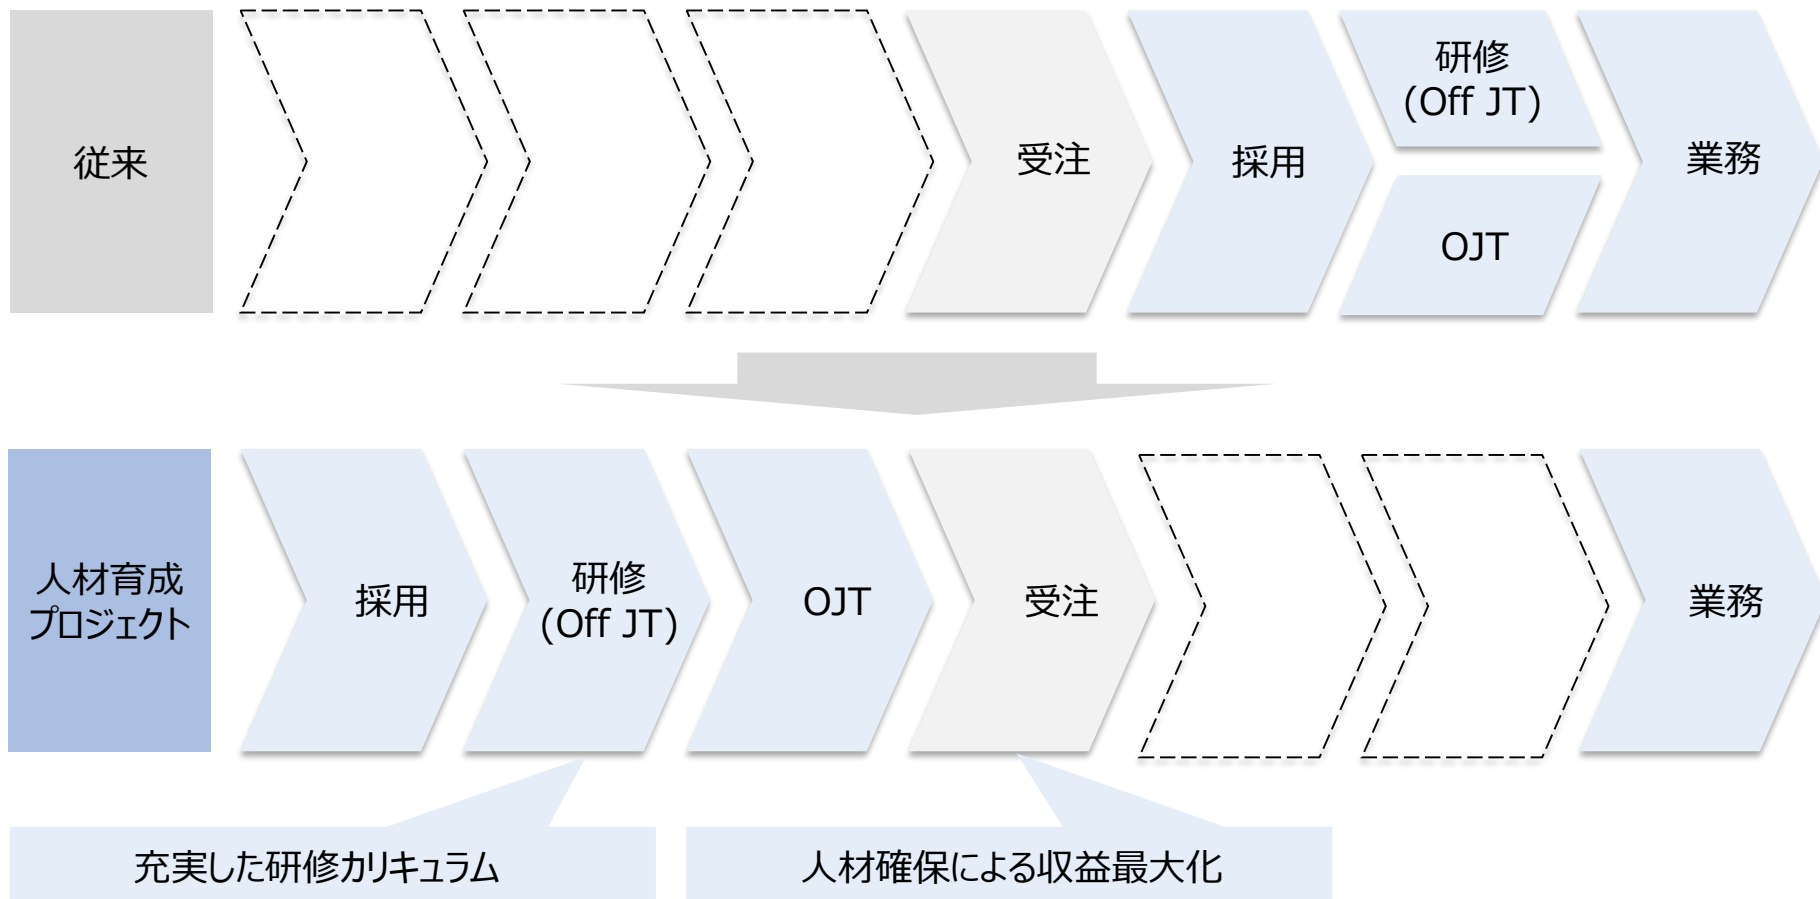 従来
受注
採用
研修
(Off JT)
OJT
業務
人材育成
プロジェクト
採用
研修
(Off JT)
OJT
受注
業務
充実した研修カリキュラム
人材確保による収益最大化